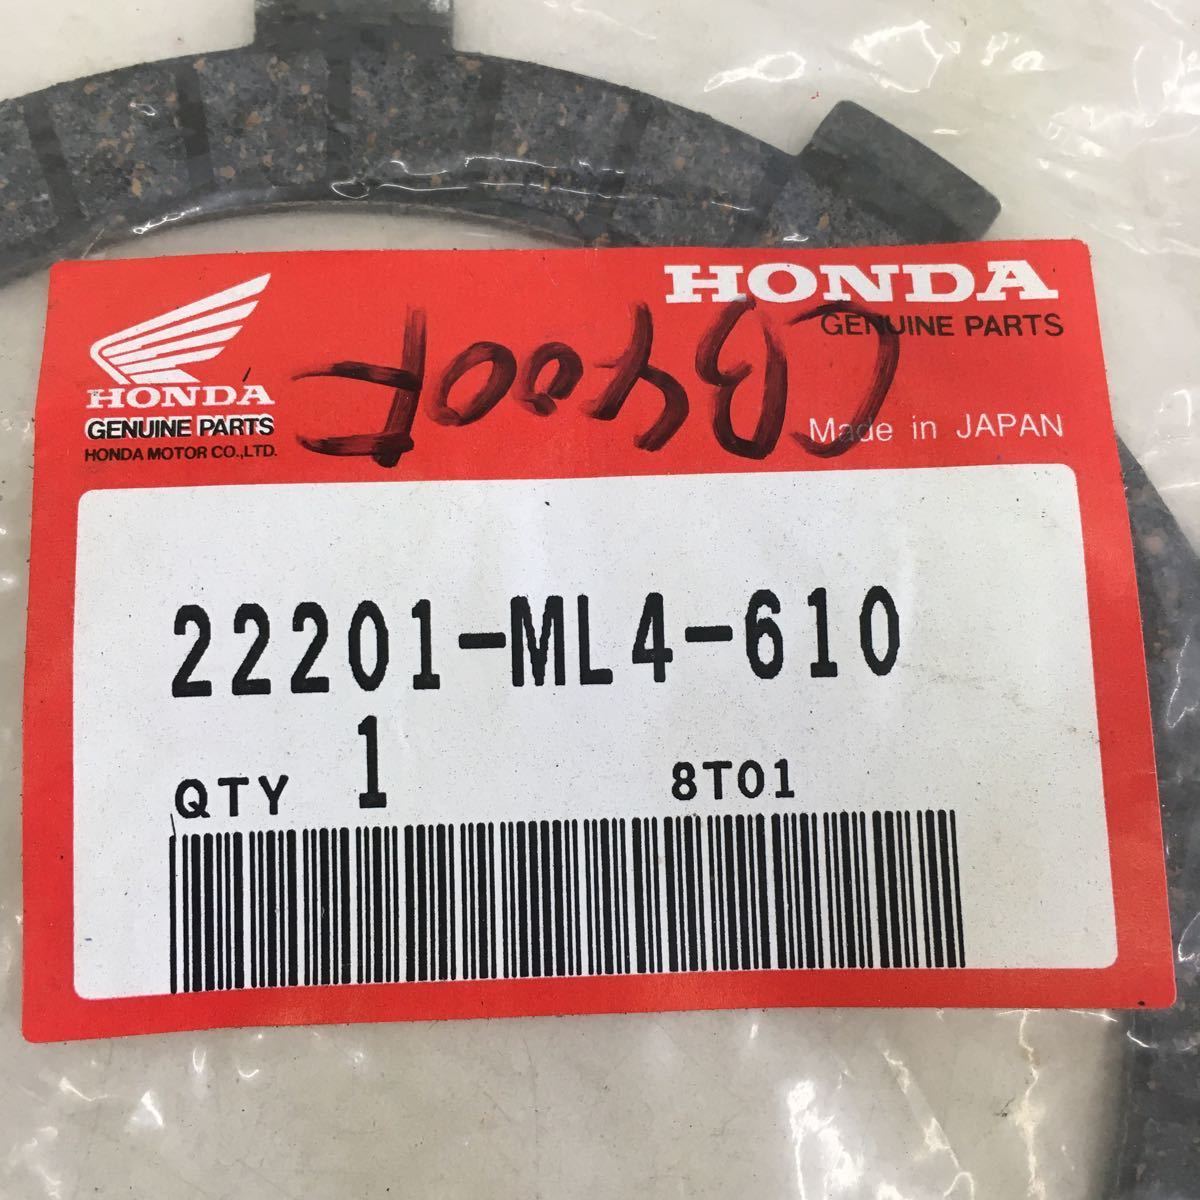 HONDA
GENUINE PARTS
HONDA MOTOR CO.,LTD.
HONDA
GENUINE PARTS
Made in JAPAN
CB400F
22201-ML4-610
QTY 1 8T01